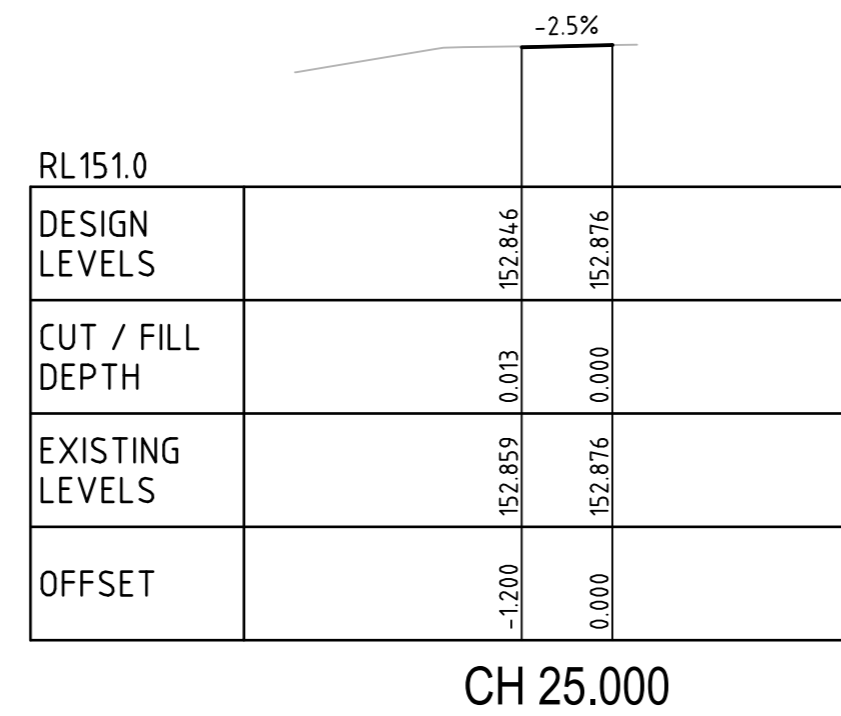 -2.5%
RL151.0
DESIGN
LEVELS
152.846
152.876
CUT / FILL
DEPTH
0.013
0.000
EXISTING
LEVELS
152.859
152.876
OFFSET
-1.200
0.000
CH 25.000